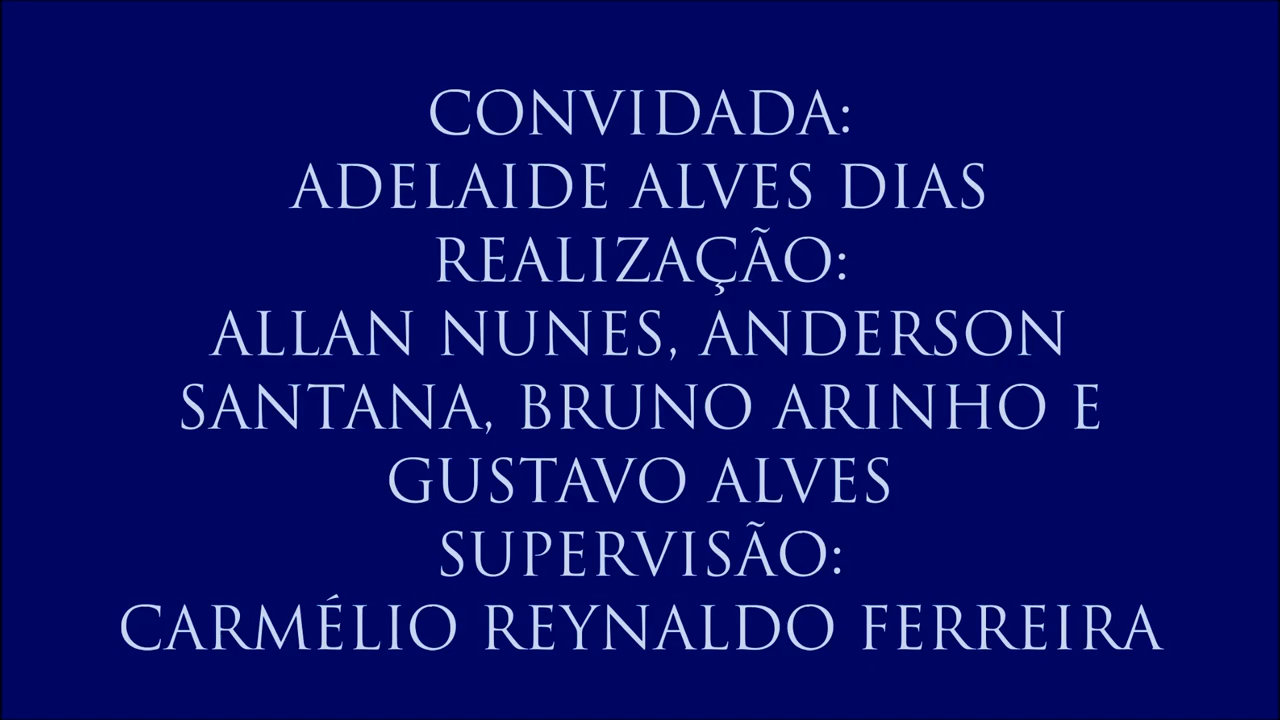 CONVIDADA:
ADELAIDE ALVES DIAS
REALIZAÇÃO:
ALLAN NUNES, ANDERSON
SANTANA, BRUNO ARINHO E
GUSTAVO ALVES
SUPERVISÃO:
CARMÉLIO REYNALDO FERREIRA